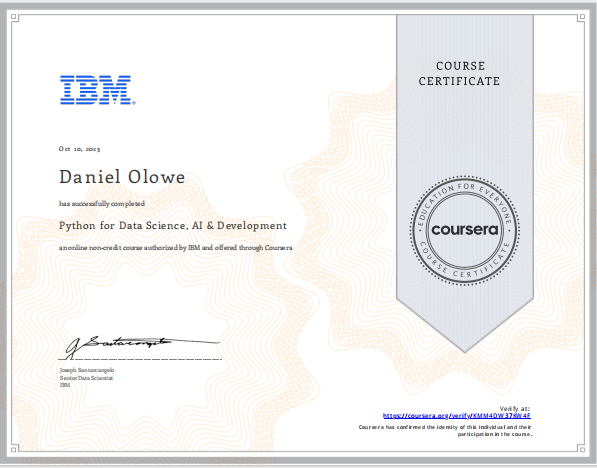 COURSE
CERTIFICATE
IBM®
Oct 10, 2023
Daniel Olowe
has successfully completed
Python for Data Science, AI & Development
an online non-credit course authorized by IBM and offered through Coursera
EDUCATION FOR EVERYONE
coursera
COURSE CERTIFICATE
Joseph Santarcangelo
Senior Data Scientist
IBM
Verify at:
https://coursera.org/verify/KMM4DW37KW4F
Coursera has confirmed the identity of this individual and their
participation in the course.